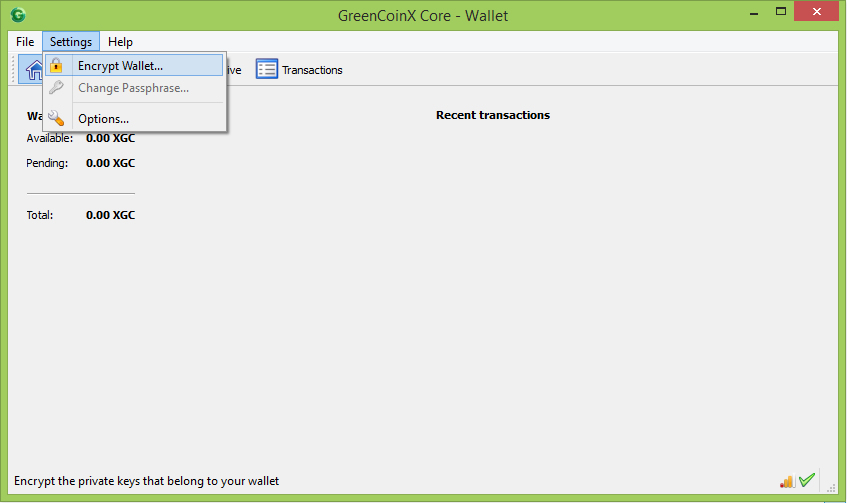 GreenCoinX Core - Wallet
File Settings Help
Encrypt Wallet...
Change Passphrase...
Options...
ive Transactions
Wa
Recent transactions
Available: 0.00 XGC
Pending: 0.00 XGC
Total: 0.00 XGC
Encrypt the private keys that belong to your wallet